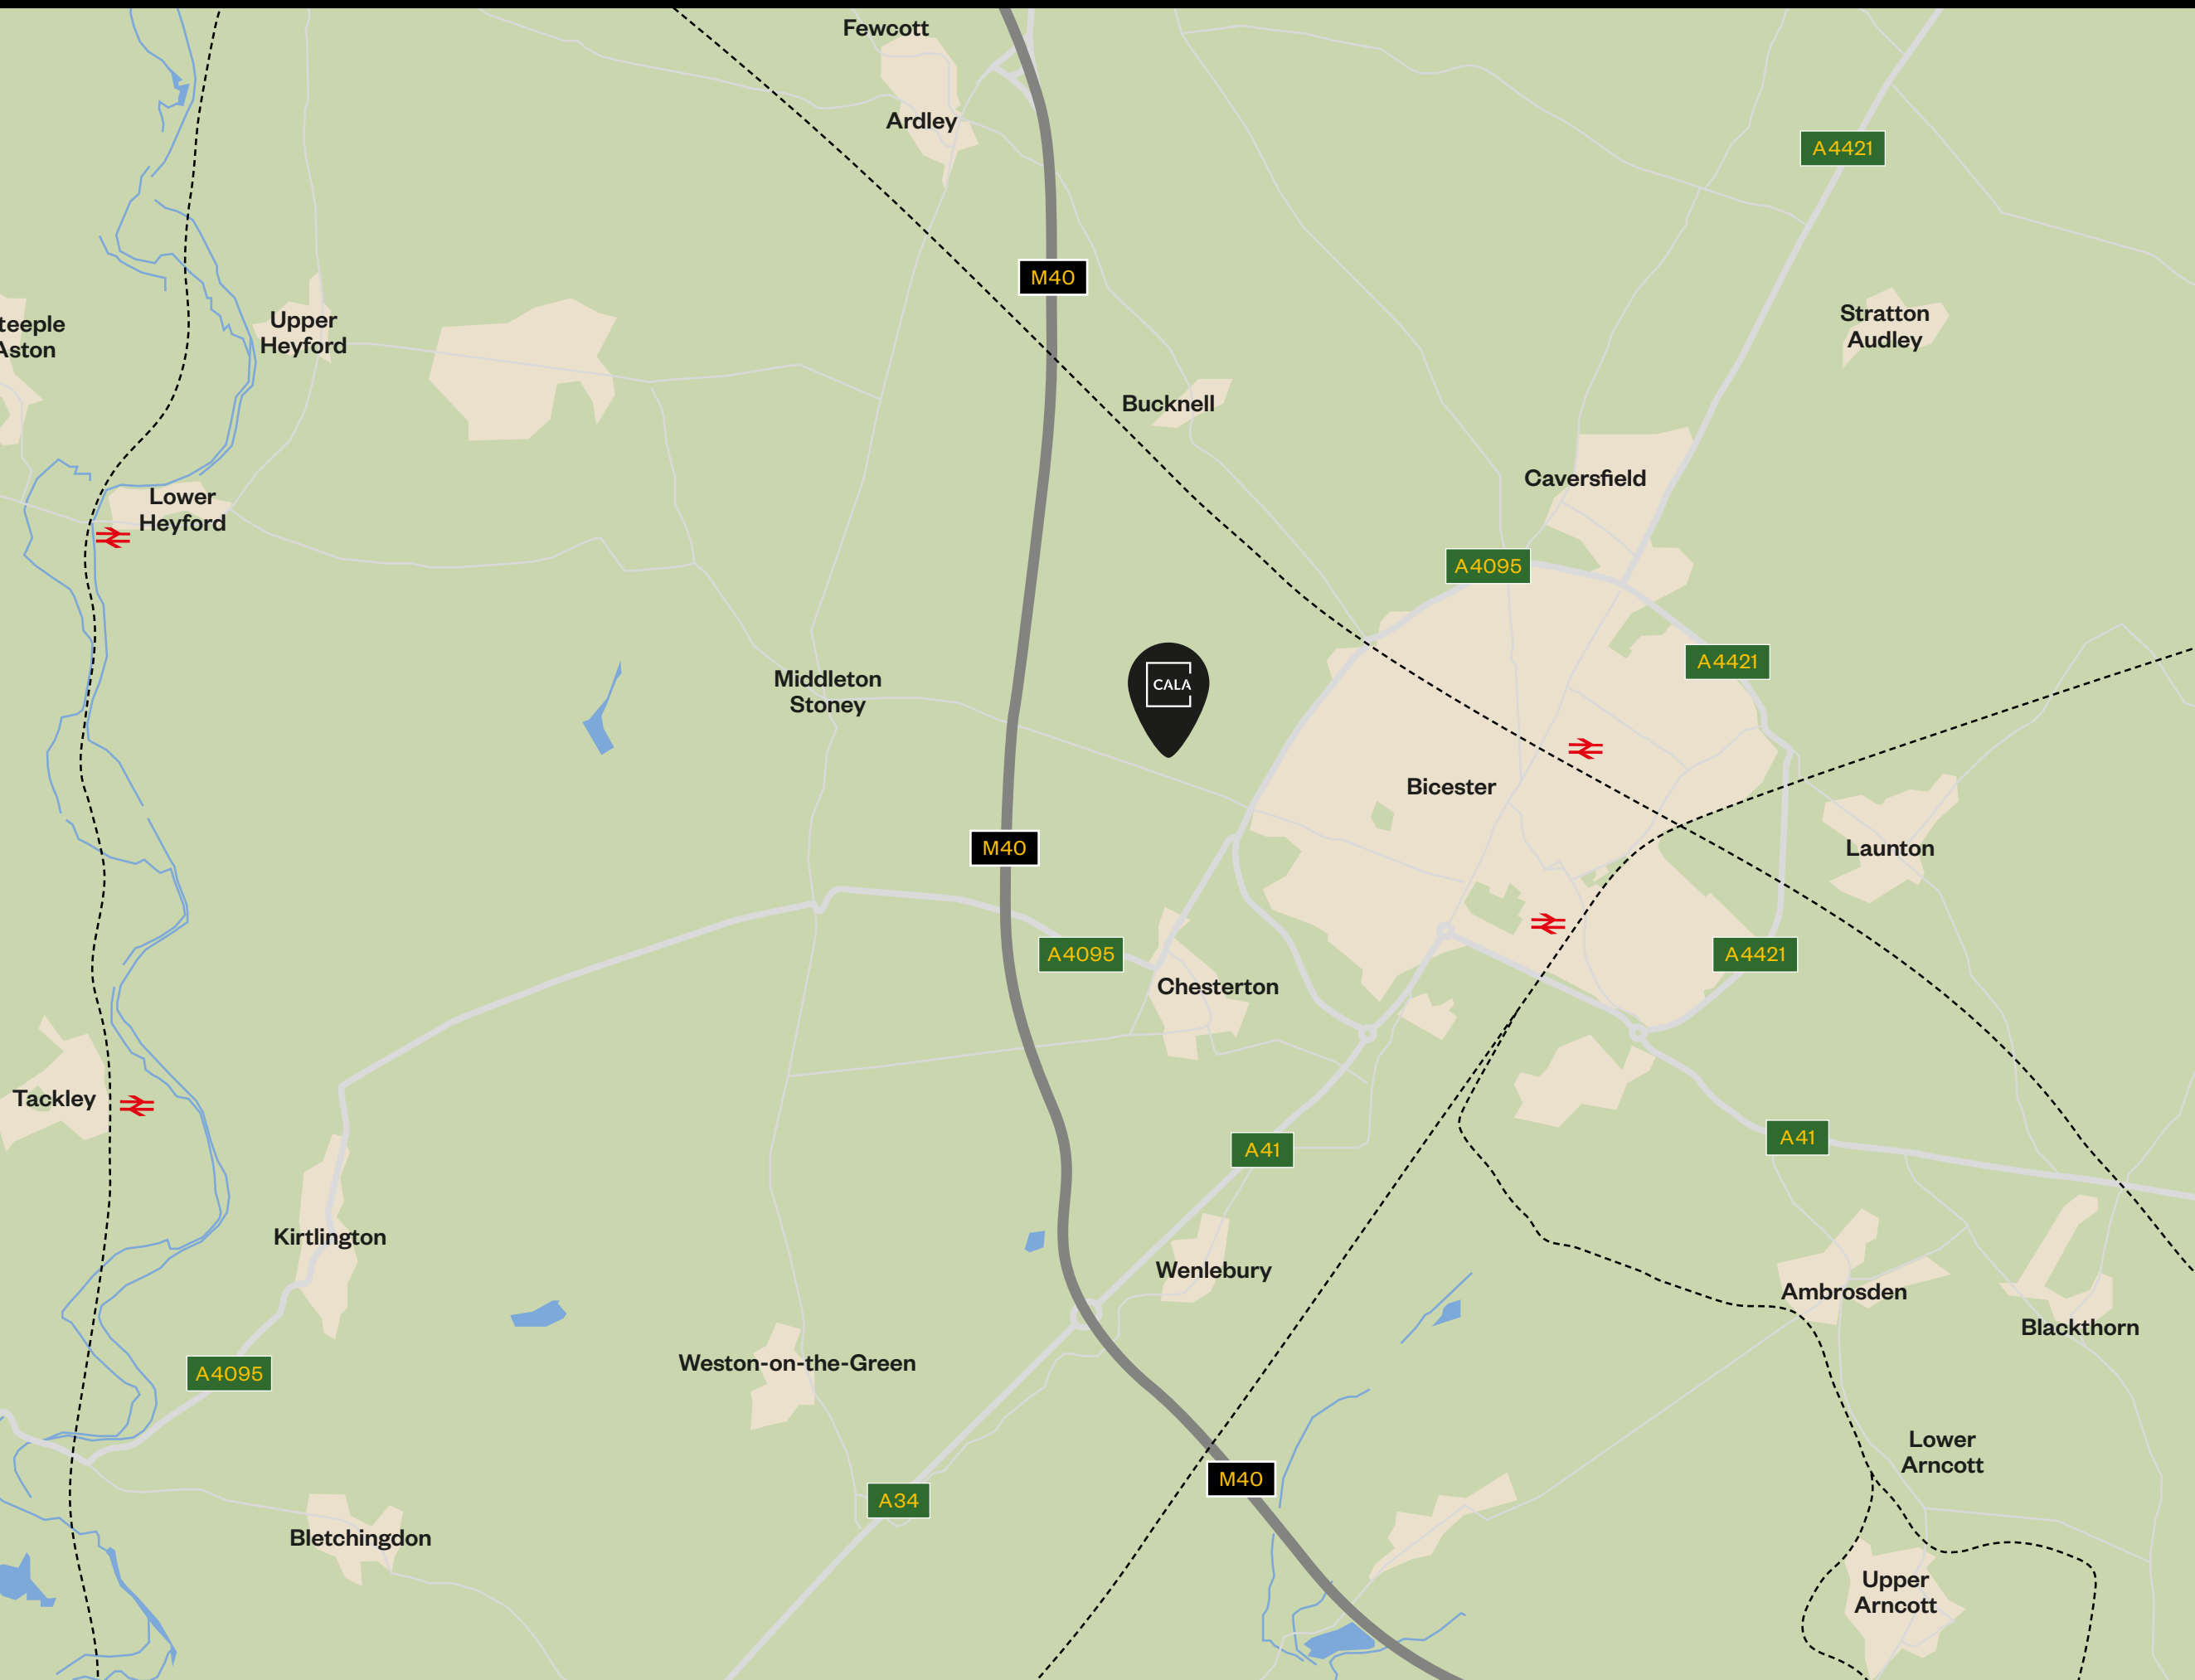 Fewcott
Ardley
A4421
M40
Stratton
Audley
teeple
Aston
Upper
Heyford
Bucknell
Caversfield
Lower
Heyford
A4095
A4421
Middleton
Stoney
CALA
Bicester
M40
Launton
A4095
A4421
Chesterton
Tackley
A41
A41
Kirtlington
Wenlebury
Ambrosden
Blackthorn
A4095
Weston-on-the-Green
Lower
Arncott
M40
A34
Bletchingdon
Upper
Arncott